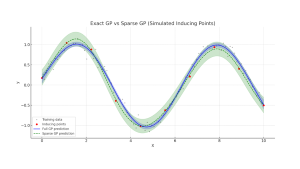 Exact GP vs Sparse GP (Simulated Inducing Points)
1.0
0.5
0.0
−0.5
−1.0
y
0
2
4
6
8
10
x
Training data
Inducing points
Full GP prediction
Sparse GP prediction